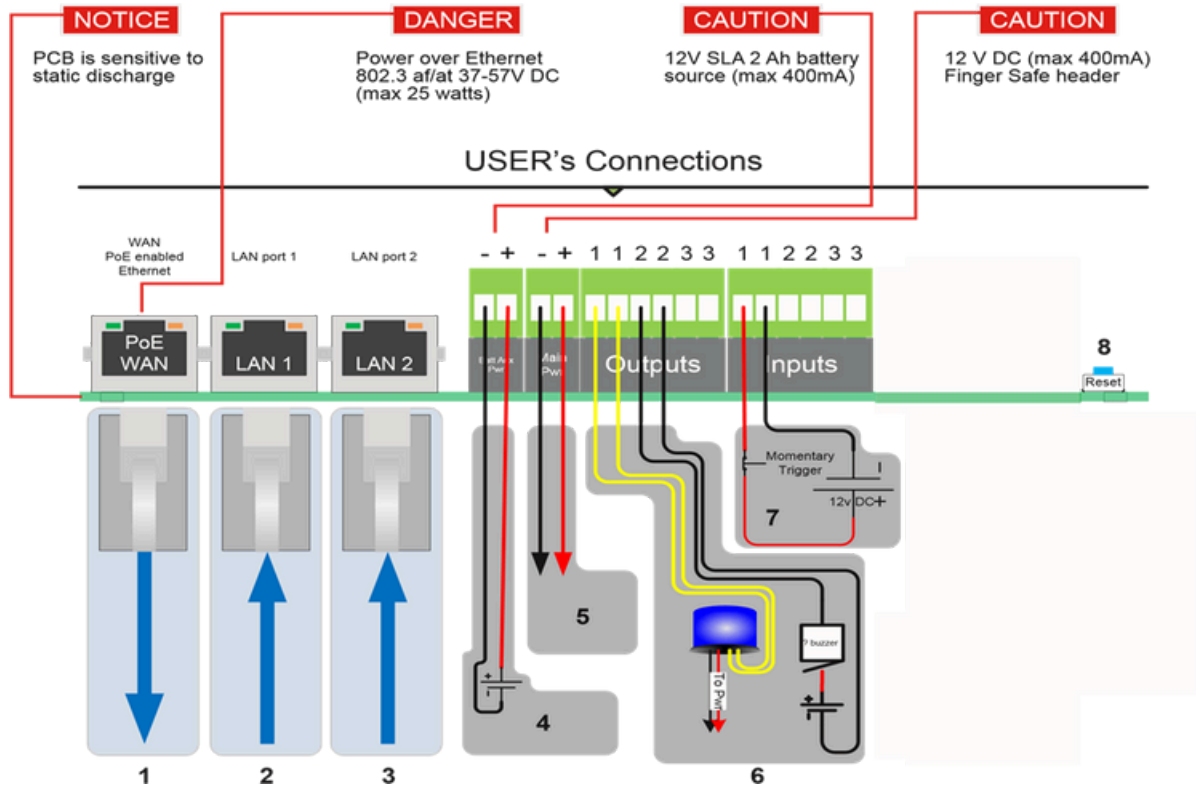 NOTICE
PCB is sensitive to
static discharge
DANGER
Power over Ethernet
802.3 af/at 37-57V DC
(max 25 watts)
CAUTION
12V SLA 2 Ah battery
source (max 400mA)
CAUTION
12 V DC (max 400mA)
Finger Safe header
USER's Connections
WAN
PoE enabled
Ethernet
LAN port 1
LAN port 2
- + - + 1 1 2 2 3 3 1 1 2 2 3 3
PoE
WAN
LAN 1
LAN 2
Aux
Pwr
Main
Pwr
Outputs
Inputs
8
Reset
Momentary
Trigger
12v DC+
-
7
5
+
-
4
? buzzer
To Pwr
+
-
1
2
3
6